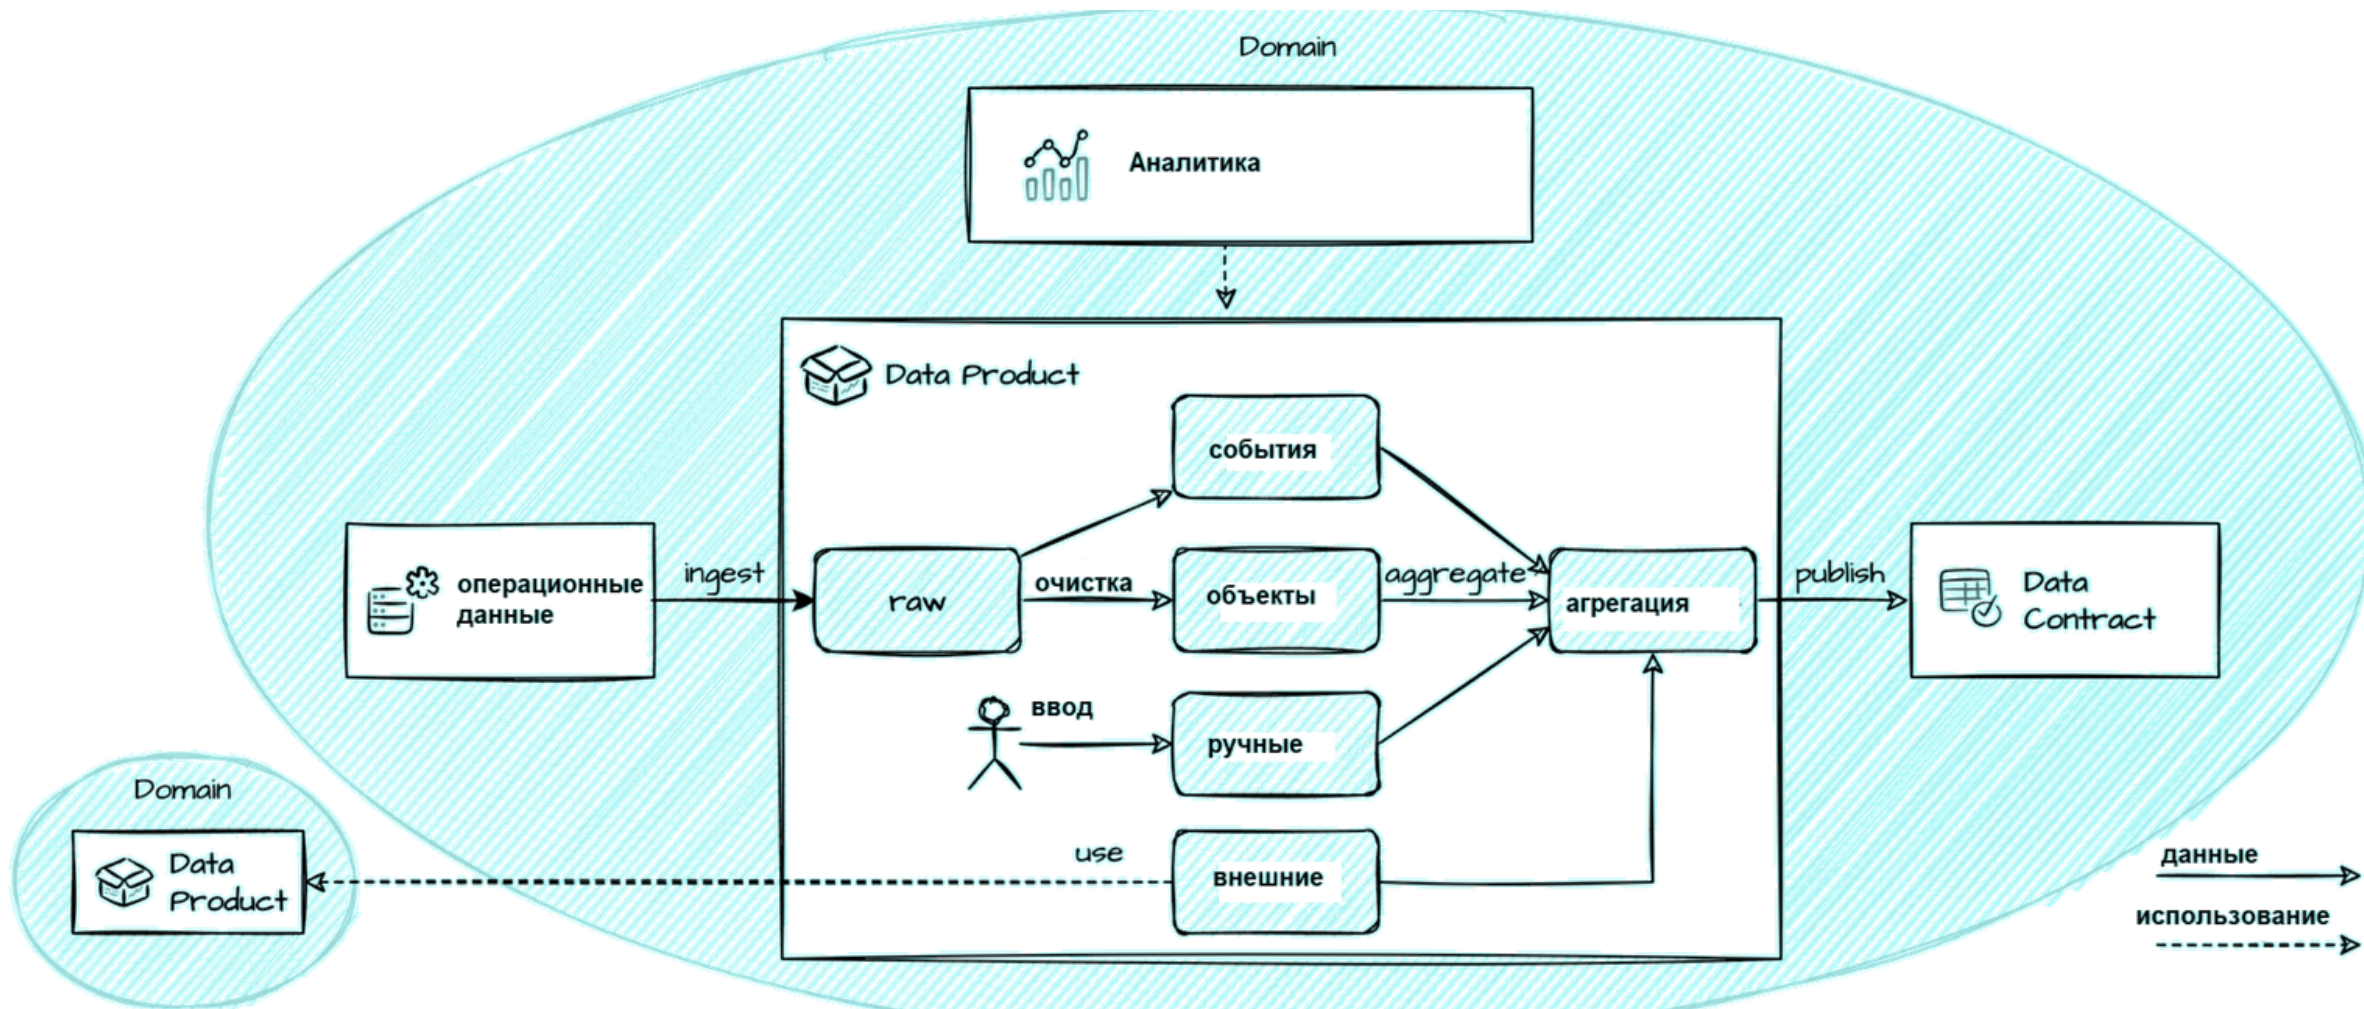 Domain
Аналитика
Data Product
события
операционные
данные
ingest
raw
очистка
объекты
aggregate
агрегация
publish
Data
Contract
ввод
ручные
Domain
Data
Product
use
внешние
данные
использование